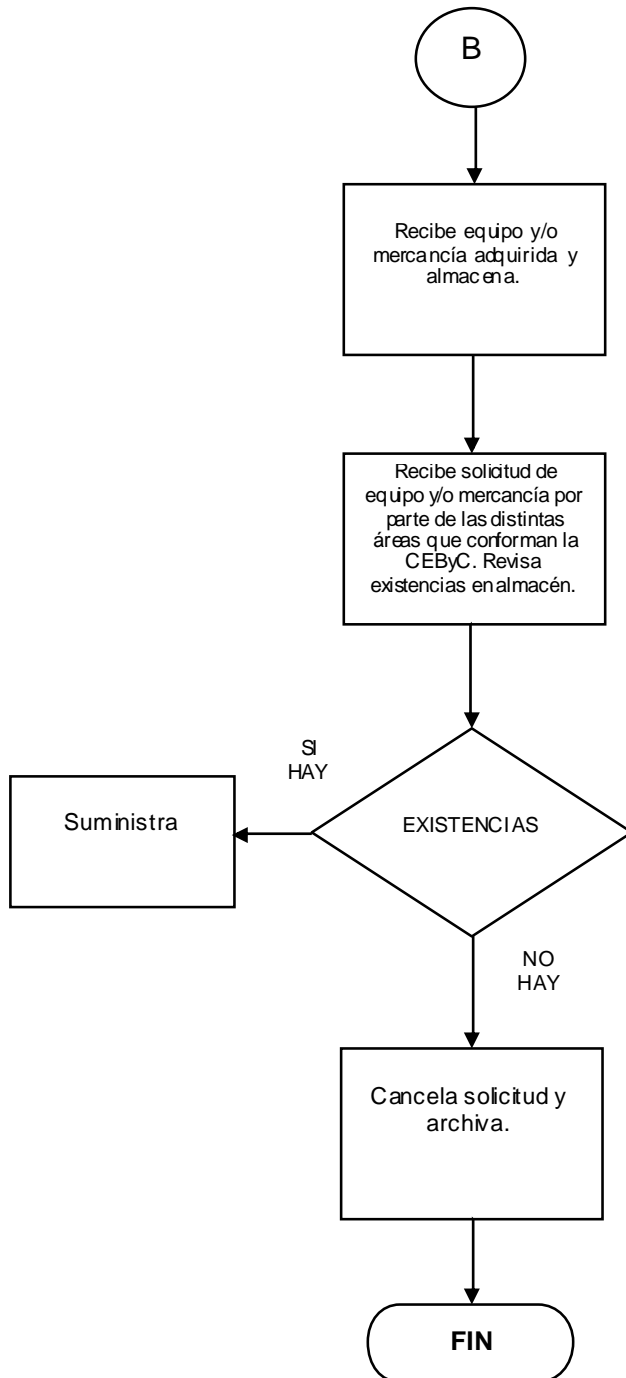 B
Recibe equipo y/o
mercancía adquirida y
almacena.
Recibe solicitud de
equipo y/o mercancía por
parte de las distintas
áreas que conforman la
CEByC. Revisa
existencias en almacén.
SI
HAY
Suministra
EXISTENCIAS
NO
HAY
Cancela solicitud y
archiva.
FIN